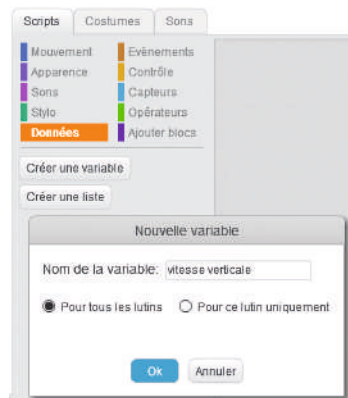 Scripts Costumes Sons
Mouvement Evènements
Apparence Contrôle
Sons Capteurs
Stylo Opérateurs
Données Ajouter blocs
Créer une variable
Créer une liste
Nouvelle variable
Nom de la variable: vitesse verticale
Pour tous les lutins Pour ce lutin uniquement
Ok Annuler